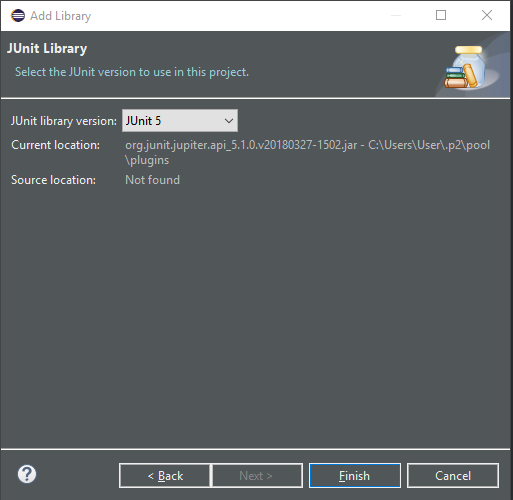 Add Library
JUnit Library
Select the JUnit version to use in this project.
JUnit library version: JUnit 5
Current location: org.junit.jupiter.api_5.1.0.v20180327-1502.jar - C:\Users\User\.p2\pool
\plugins
Source location: Not found
? < Back Next > Finish Cancel